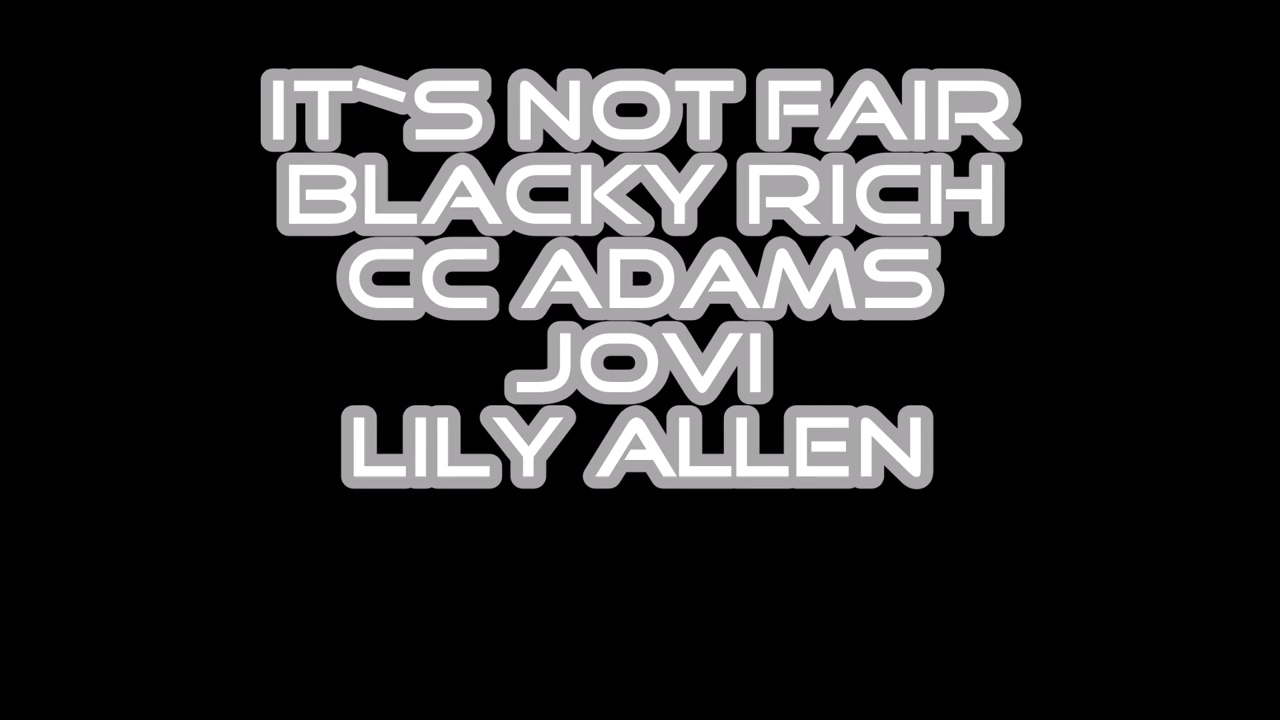 IT`S NOT FAIR
BLACKY RICH
CC ADAMS
JOVI
LILY ALLEN